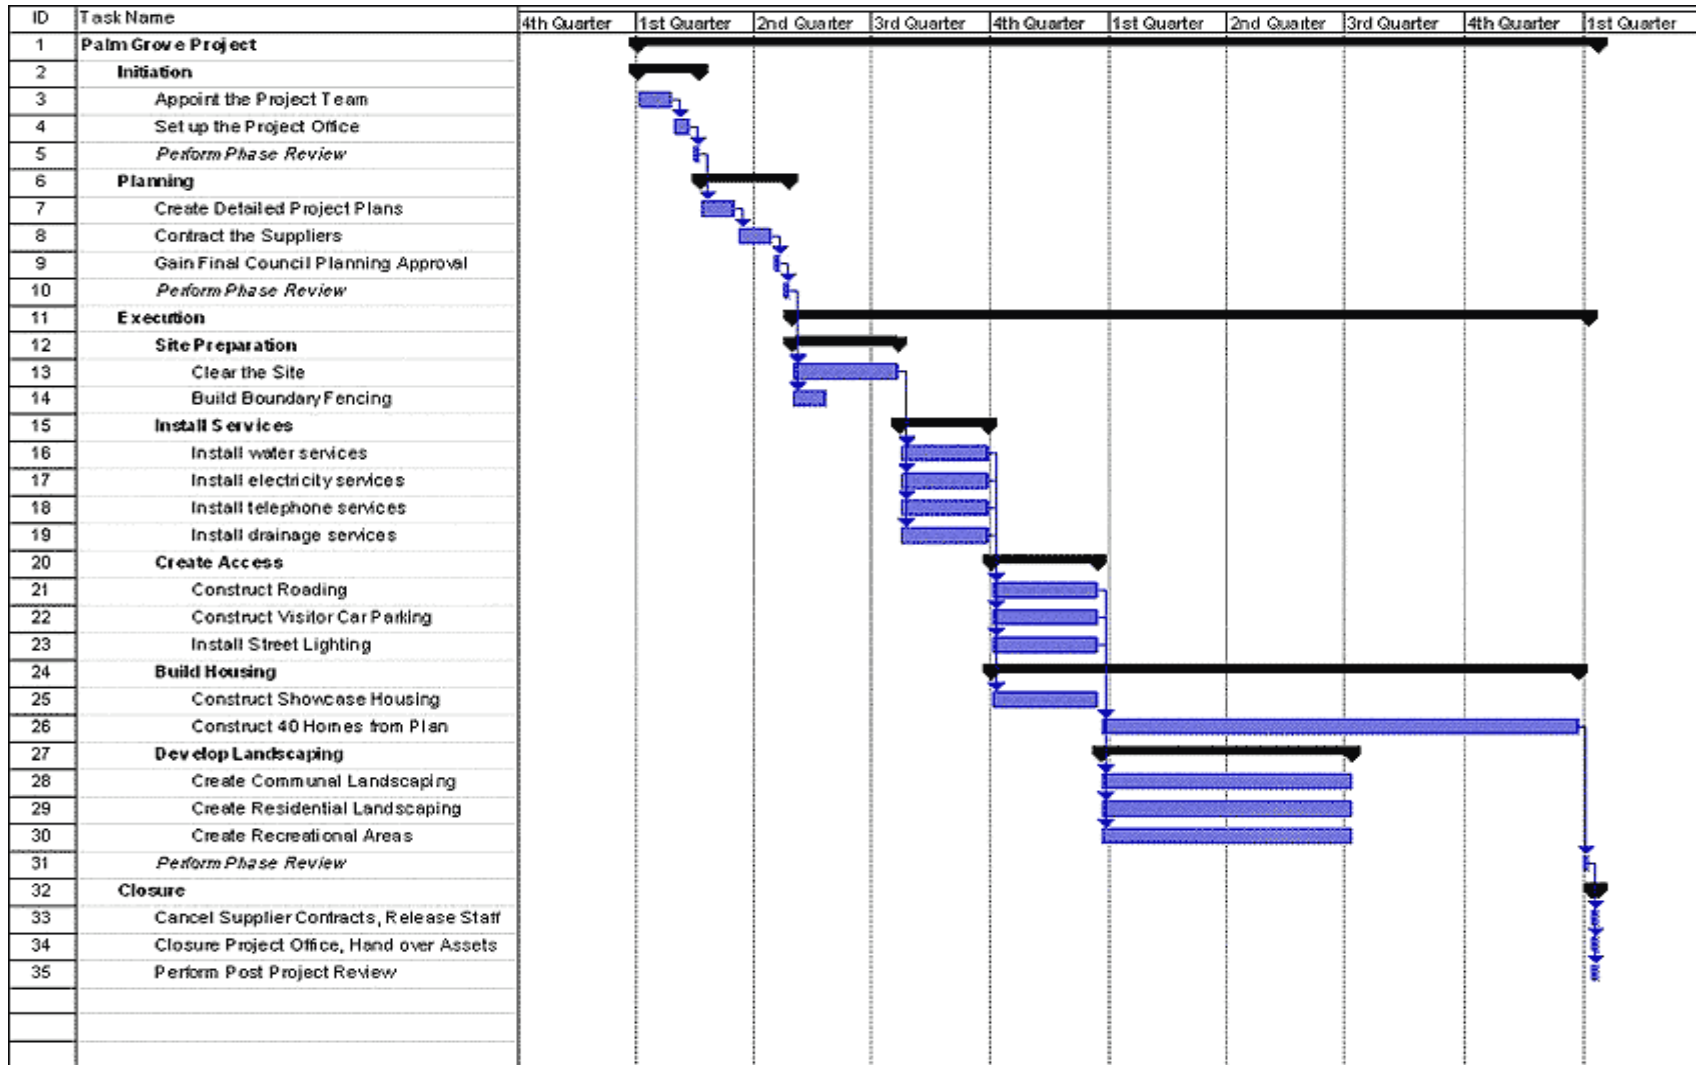 ID Task Name 4th Quarter 1st Quarter 2nd Quarter 3rd Quarter 4th Quarter 1st Quarter 2nd Quarter 3rd Quarter 4th Quarter 1st Quarter
1 Palm Grove Project
2 Initiation
3 Appoint the Project Team
4 Set up the Project Office
5 Perform Phase Review
6 Planning
7 Create Detailed Project Plans
8 Contract the Suppliers
9 Gain Final Council Planning Approval
10 Perform Phase Review
11 Execution
12 Site Preparation
13 Clear the Site
14 Build Boundary Fencing
15 Install Services
16 Install water services
17 Install electricity services
18 Install telephone services
19 Install drainage services
20 Create Access
21 Construct Roading
22 Construct Visitor Car Parking
23 Install Street Lighting
24 Build Housing
25 Construct Showcase Housing
26 Construct 40 Homes from Plan
27 Develop Landscaping
28 Create Communal Landscaping
29 Create Residential Landscaping
30 Create Recreational Areas
31 Perform Phase Review
32 Closure
33 Cancel Supplier Contracts, Release Staff
34 Closure Project Office, Hand over Assets
35 Perform Post Project Review